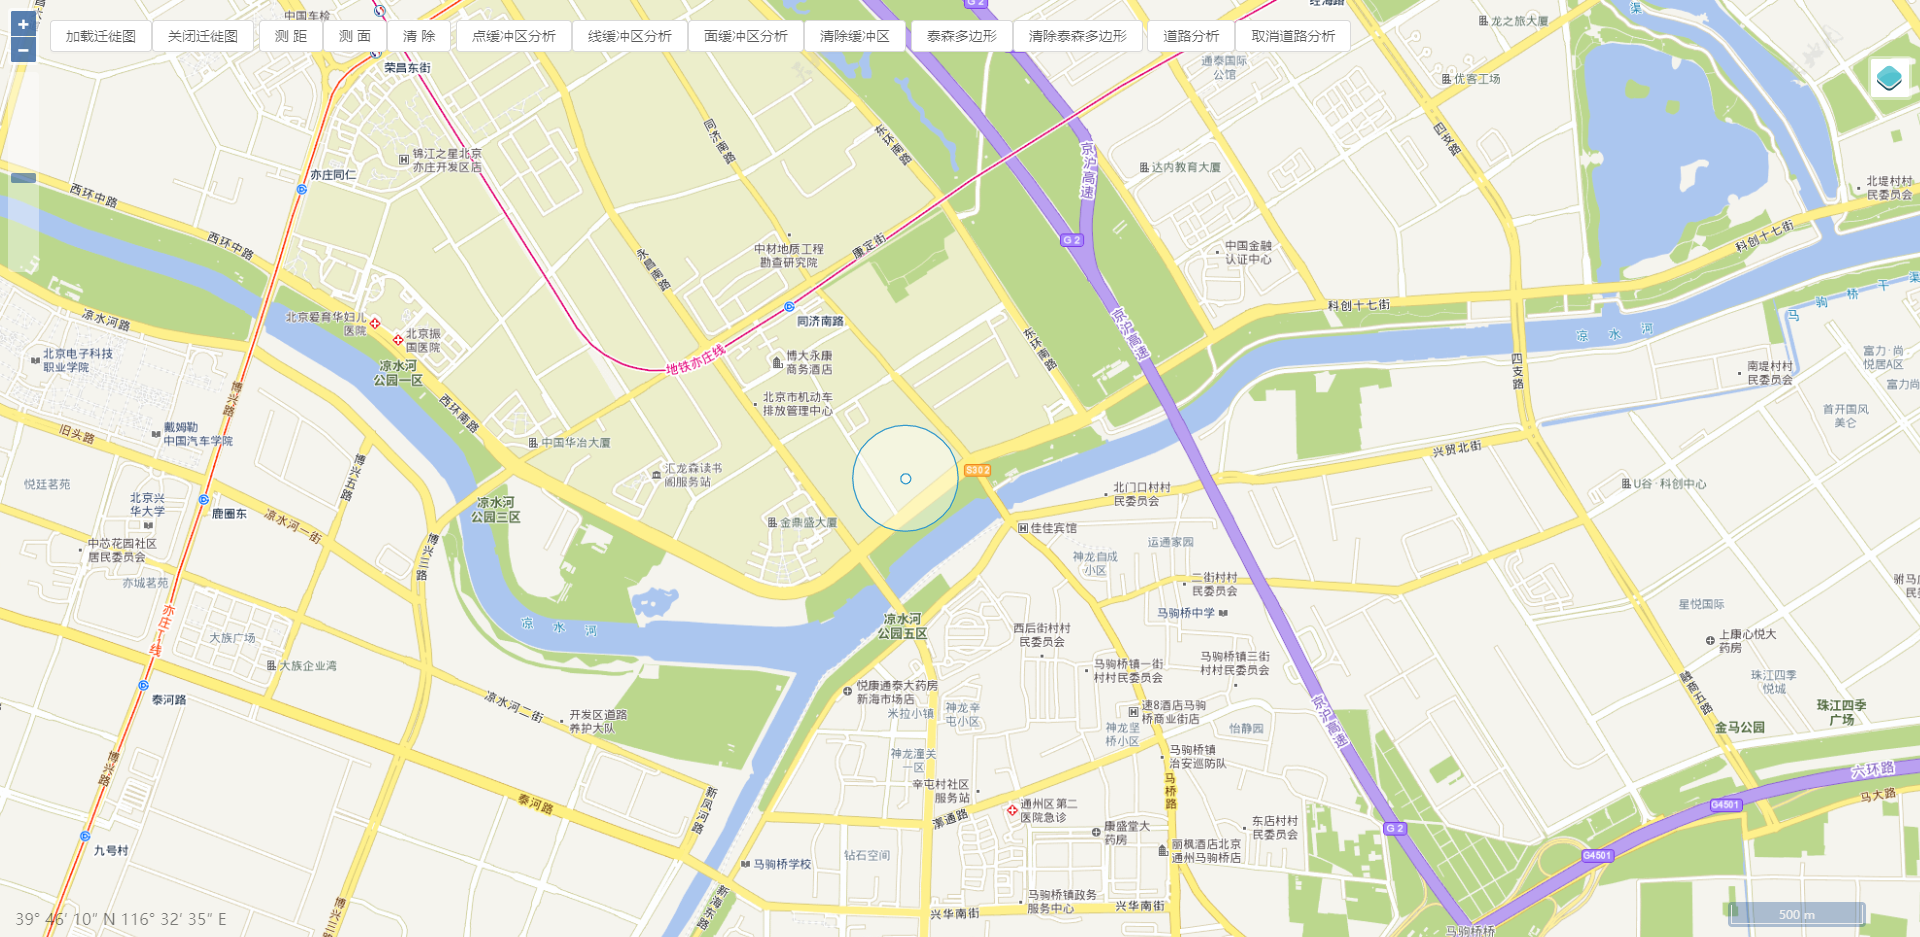 加载迁徙图
关闭迁徙图
测 距
测 面
清 除
点缓冲区分析
线缓冲区分析
面缓冲区分析
清除缓冲区
泰森多边形
清除泰森多边形
道路分析
取消道路分析
+
−
中国车检
荣昌东街
G 2
经海路
龙之旅大厦
通泰国际
公馆
优客工场
渠
同济南路
东环南路
四支路
锦江之星北京
亦庄开发区店
亦庄同仁
西环中路
西环中路
京沪高速
达内教育大厦
北堤村村
民委员会
G 2
中材地质工程
勘查研究院
康定街
永昌南路
中国金融
认证中心
科创十七街
科创十七街
渠
干
桥
驹
马
凉水河路
北京爱育华妇儿
医院
北京振
国医院
同济南路
东环南路
京沪高速
凉 水 河
北京电子科技
职业学院
凉水河
公园一区
地铁亦庄线
博大永康
商务酒店
四支路
南堤村村
民委员会
富力·尚
悦居A区
富力尚
博兴路
西环南路
北京市机动车
排放管理中心
首开国风
美仑
旧头路
戴姆勒
中国汽车学院
中国华冶大厦
兴贸北街
博兴五路
汇龙森读书
阁服务站
S302
悦廷茗苑
北京兴
华大学
鹿圈东
凉水河
公园三区
北门口村村
民委员会
U谷·科创中心
凉水河一街
金鼎盛大厦
佳佳宾馆
中芯花园社区
居民委员会
博兴三路
神龙自成
小区
运通家园
亦城茗苑
二街村村
民委员会
马驹桥中学
星悦国际
凉 水 河
凉水河
公园五区
亦庄T1线
大族广场
大族企业湾
西后街村村
民委员会
上康心悦大
药房
马驹桥镇一街
村村民委员会
马驹桥镇三街
村村民委员会
珠江四季
悦城
泰河路
凉水河二街
开发区道路
养护大队
悦康通泰大药房
新海市场店
米拉小镇
神龙辛
屯小区
速8酒店马驹
桥商业街店
神龙坚
桥小区
怡静园
京沪高速
融商五路
金马公园
珠江四季
广场
神龙潼关
一区
马驹桥镇
治安巡防队
博兴路
泰河路
辛屯村社区
服务站
漷通路
通州区第二
医院急诊
马桥路
六环路
马大路
G4501
新凤河路
康盛堂大
药房
东店村村
民委员会
G 2
九号村
马驹桥学校
钻石空间
丽枫酒店北京
通州马驹桥店
G4501
新海东路
兴华南街
马驹桥镇政务
服务中心
兴华南街
马驹桥桥
39° 46′ 10″ N 116° 32′ 35″ E
500 m